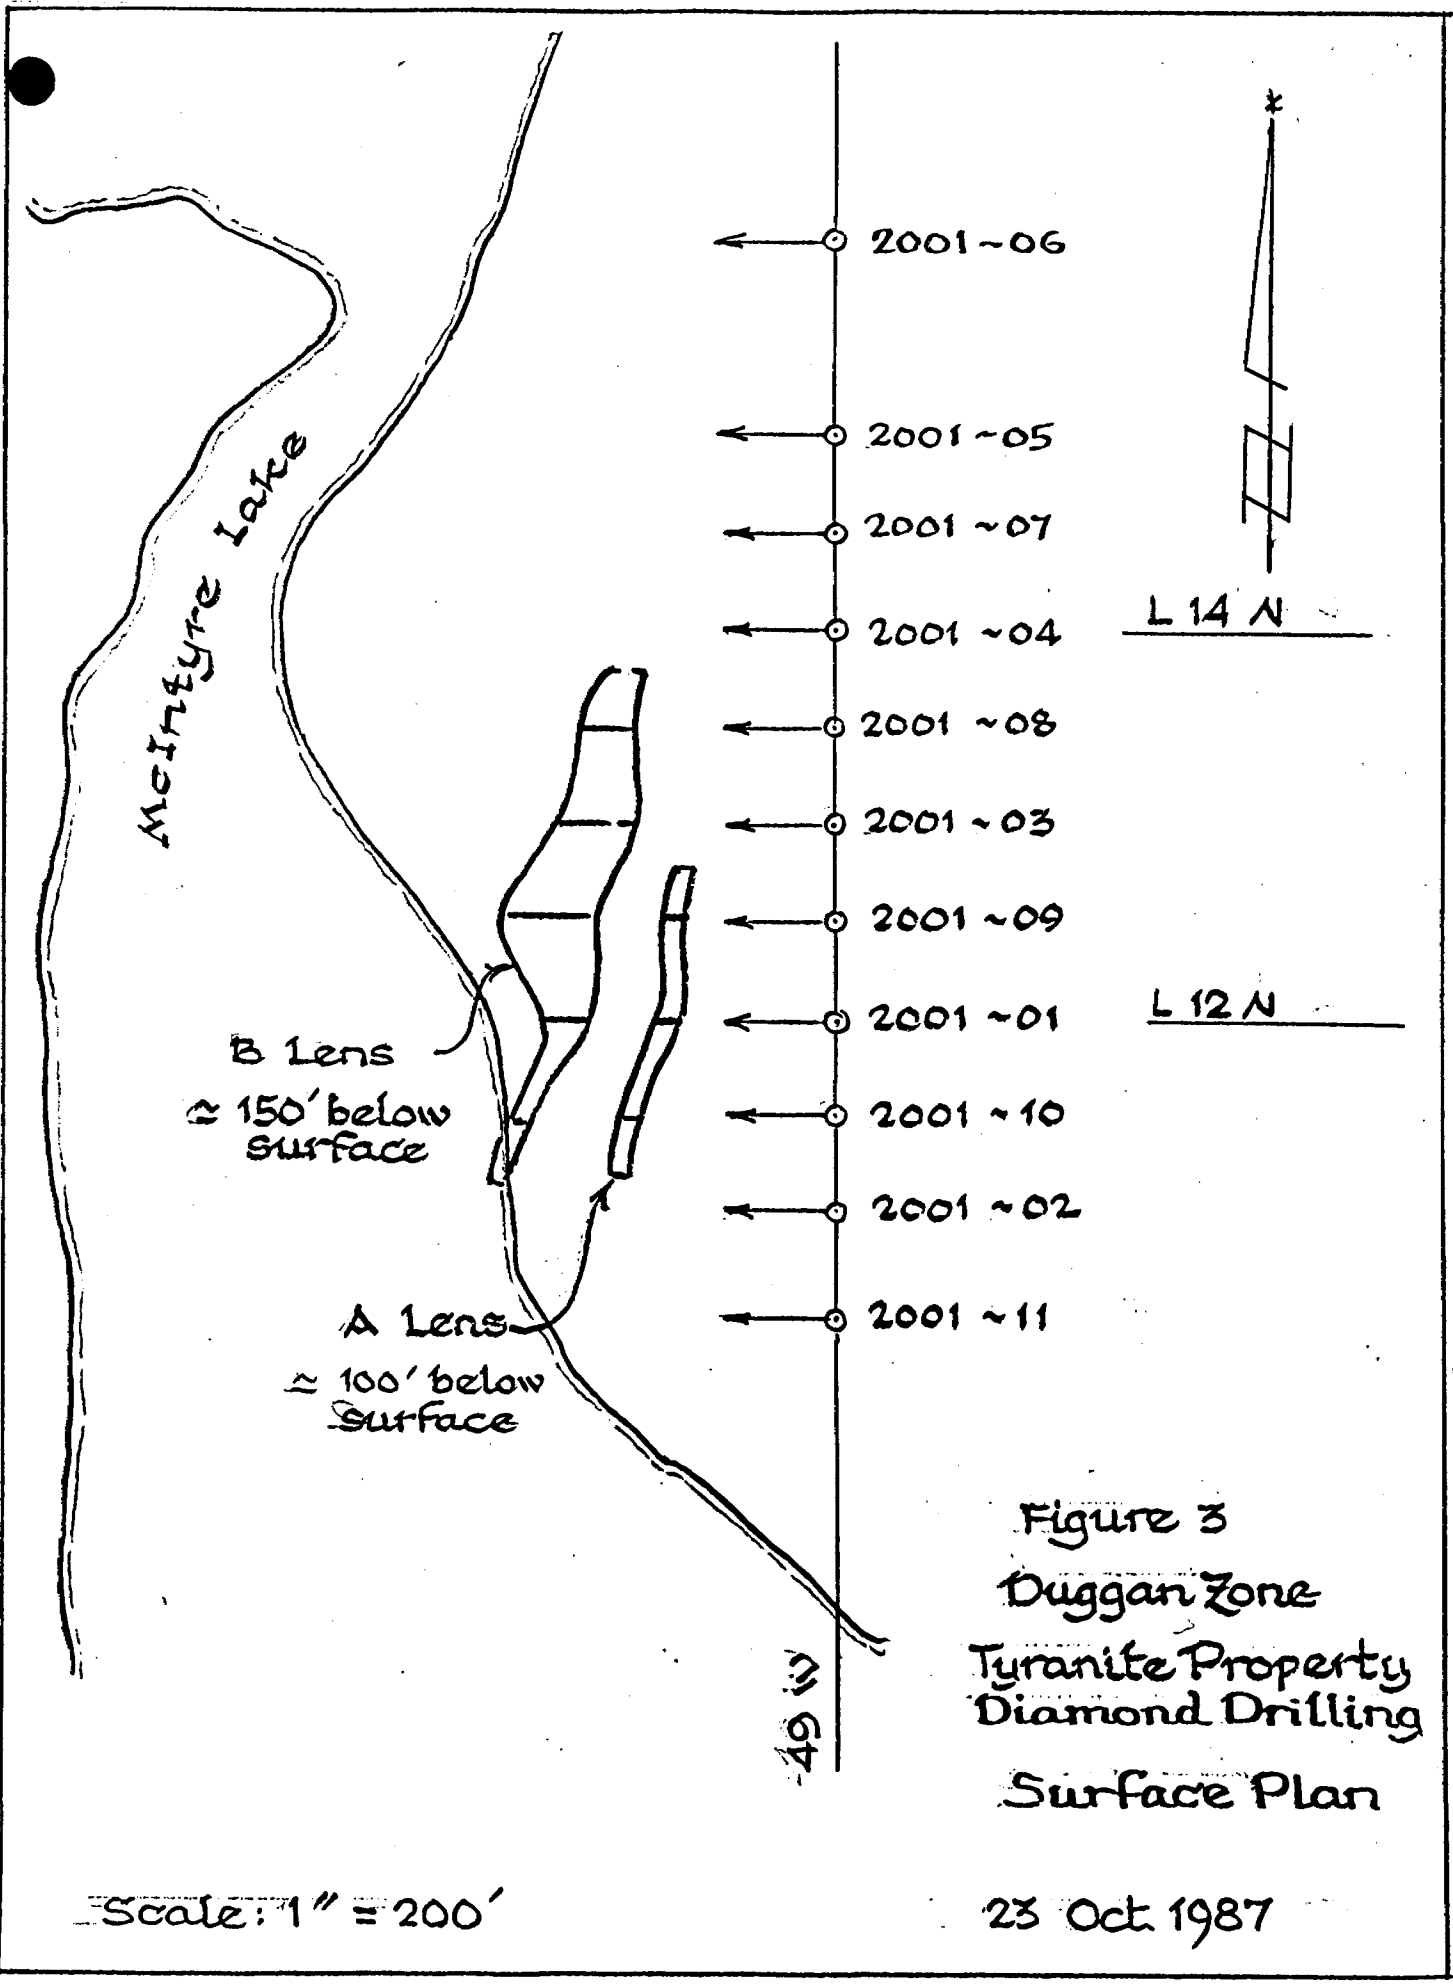 2001~06
2001~05
2001~07
L 14 N
2001~04
2001~08
McIntyre Lake
2001~03
2001~09
L 12 N
2001~01
B Lens
≃ 150' below
surface
2001~10
2001~02
A Lens
≃ 100' below
surface
2001~11
N
49 W
Figure 3
Duggan Zone
Tyranite Property
Diamond Drilling
Surface Plan
Scale: 1" = 200'
23 Oct 1987